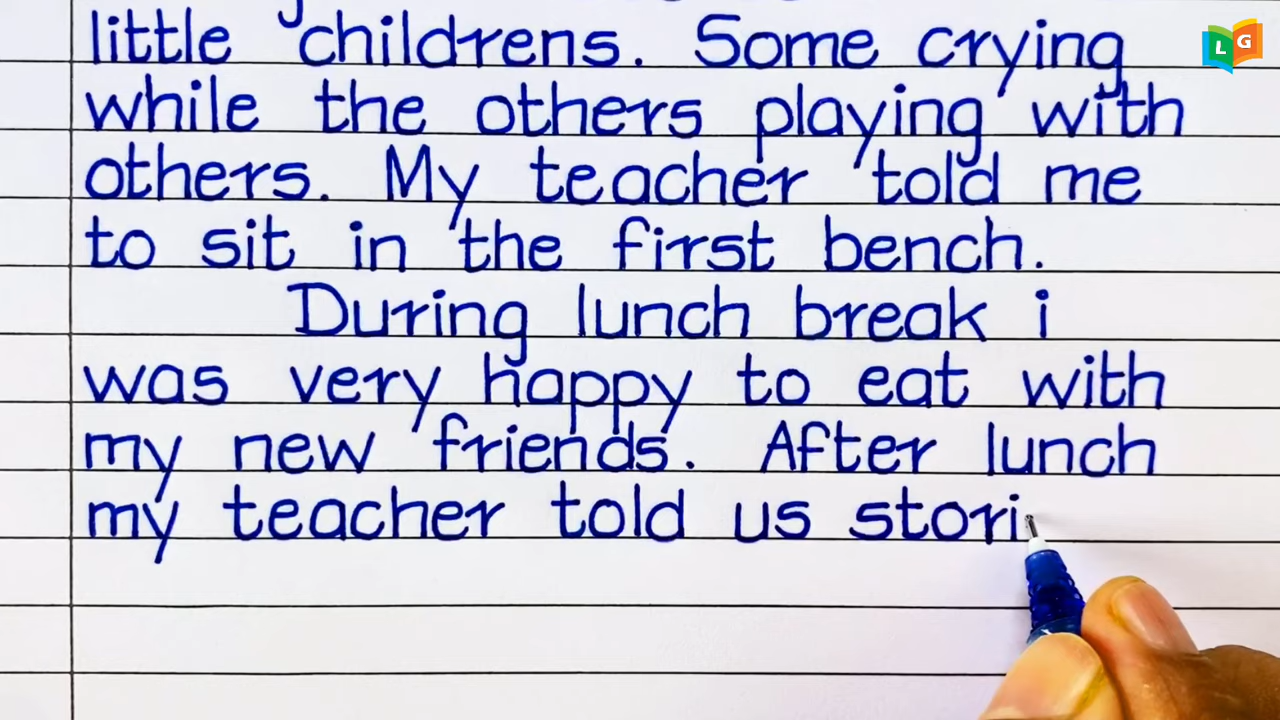 little childrens. Some crying
while the others playing with
others. My teacher told me
to sit in the first bench.
During lunch break i
was very happy to eat with
my new friends. After lunch
my teacher told us stori
LG